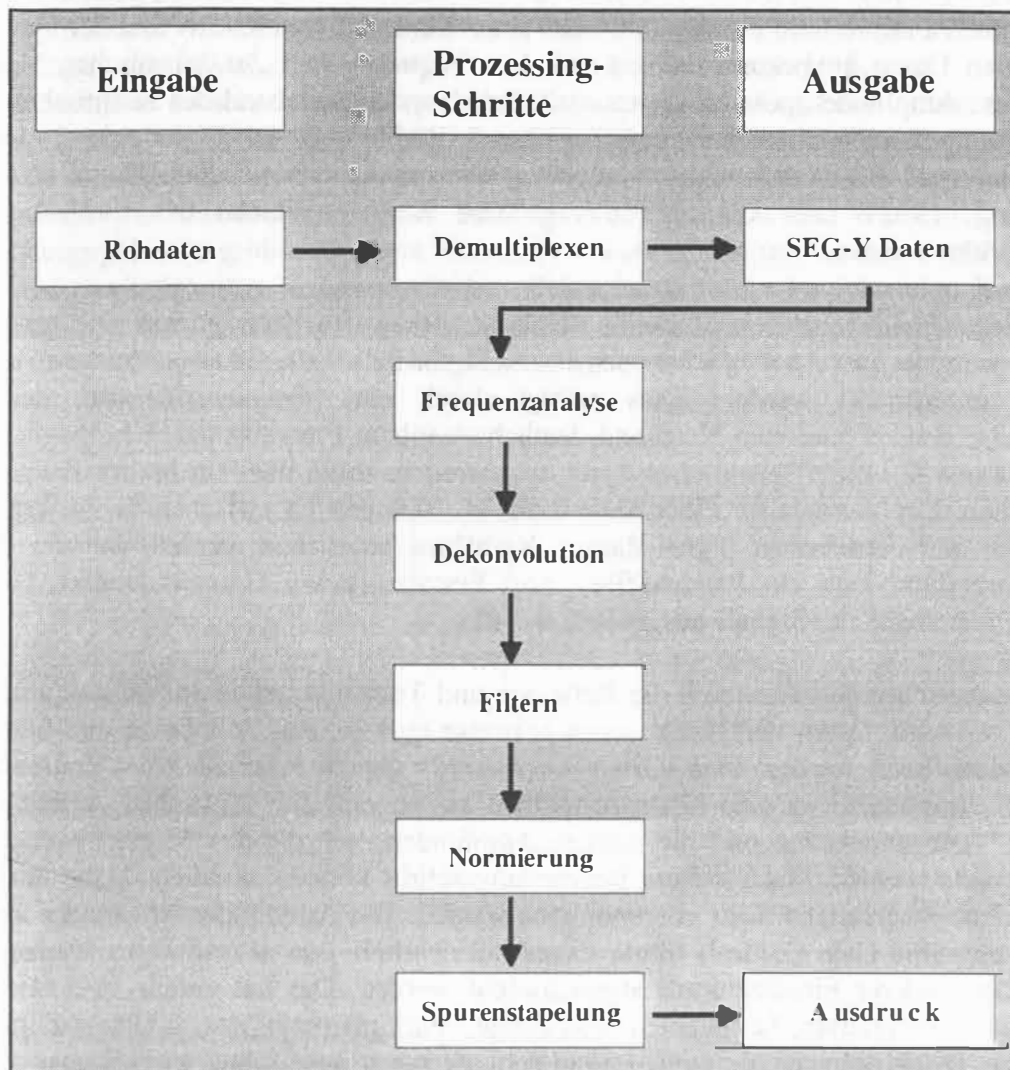 Eingabe
Prozessing-
Schritte
Ausgabe
Rohdaten
Demultiplexen
SEG-Y Daten
Frequenzanalyse
Dekonvolution
Filtern
Normierung
Spurenstapelung
Ausdruck